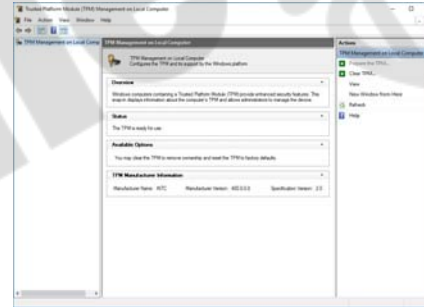 Trusted Platform Module (TPM) Management on Local Computer
File Action View Window Help
TPM Management on Local Comp
TPM Management on Local Computer
TPM Management on Local Computer
Configures the TPM and its support by the Windows platform
Overview
Windows computers containing a Trusted Platform Module (TPM) provide enhanced security features. This
snap-in displays information about the computer's TPM and allows administrators to manage the device.
Status
The TPM is ready for use.
Available Options
You may clear the TPM to remove ownership and reset the TPM to factory defaults.
TPM Manufacturer Information
Manufacturer Name: INTC Manufacturer Version: 403.0.0.0 Specification Version: 2.0
Actions
TPM Management on Local Computer
Prepare the TPM...
Clear TPM...
View
New Window from Here
Refresh
Help